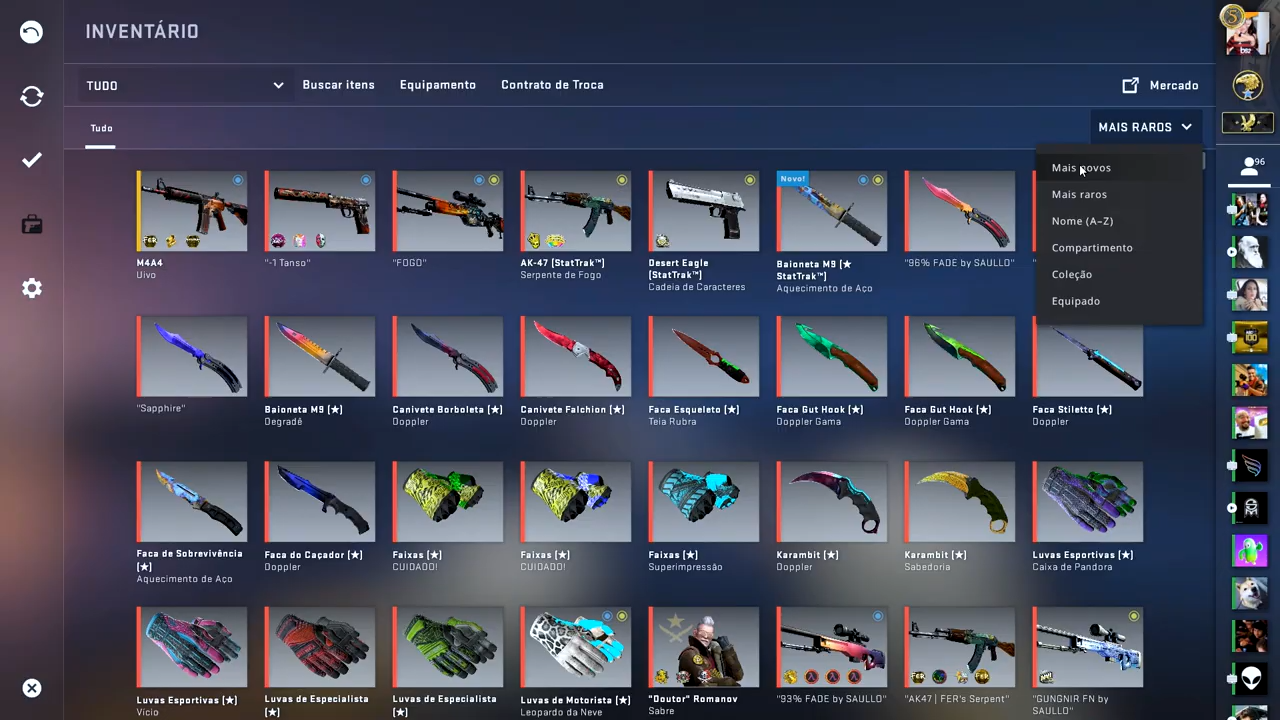 INVENTÁRIO
TUDO
Buscar itens
Equipamento
Contrato de Troca
Mercado
Tudo
MAIS RAROS
Mais novos
Mais raros
Nome (A-Z)
Compartimento
Coleção
Equipado
96
M4A4
Uivo
"-1 Tanso"
"FOGO"
AK-47 (StatTrak™)
Serpente de Fogo
Desert Eagle
(StatTrak™)
Cadeia de Caracteres
Novo!
Baioneta M9 (★
StatTrak™)
Aquecimento de Aço
"96% FADE by SAULLO"
"Sapphire"
Baioneta M9 (★)
Degradê
Canivete Borboleta (★)
Doppler
Canivete Falchion (★)
Doppler
Faca Esqueleto (★)
Teia Rubra
Faca Gut Hook (★)
Doppler Gama
Faca Gut Hook (★)
Doppler Gama
Faca Stiletto (★)
Doppler
Faca de Sobrevivência
(★)
Aquecimento de Aço
Faca do Caçador (★)
Doppler
Faixas (★)
CUIDADO!
Faixas (★)
CUIDADO!
Faixas (★)
Superimpressão
Karambit (★)
Doppler
Karambit (★)
Sabedoria
Luvas Esportivas (★)
Caixa de Pandora
Luvas Esportivas (★)
Vício
Luvas de Especialista
(★)
Luvas de Especialista
(★)
Luvas de Motorista (★)
Leopardo da Neve
"Doutor" Romanov
Sabre
"93% FADE by SAULLO"
"AK47 | FER's Serpent"
"GUNGNIR FN by
SAULLO"